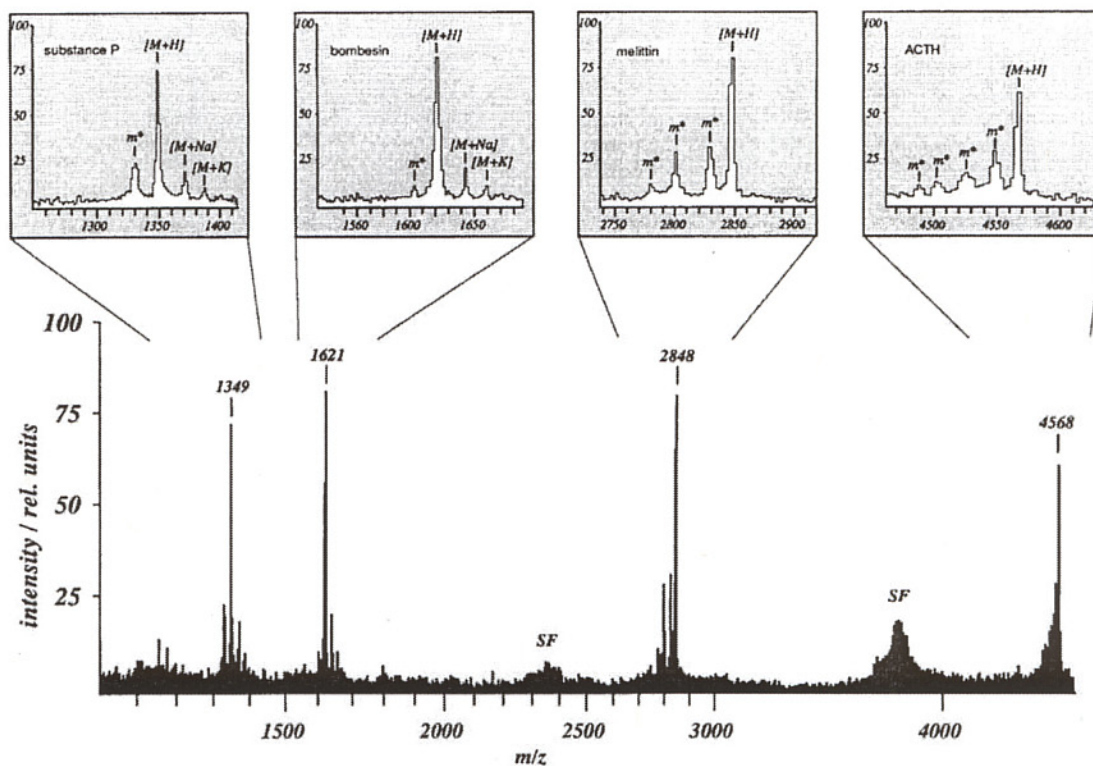 100
75
50
25
substance P
[M+H]
m*
[M+Na]
[M+K]
1300
1350
1400
100
75
50
25
bombesin
[M+H]
m*
[M+Na]
[M+K]
1560
1600
1650
100
75
50
25
melittin
[M+H]
m*
m*
m*
2750
2800
2850
2900
100
75
50
25
ACTH
[M+H]
m*
m*
m*
m*
4500
4550
4600
100
75
50
25
intensity / rel. units
1349
1621
SF
2848
SF
4568
1500
2000
2500
3000
4000
m/z